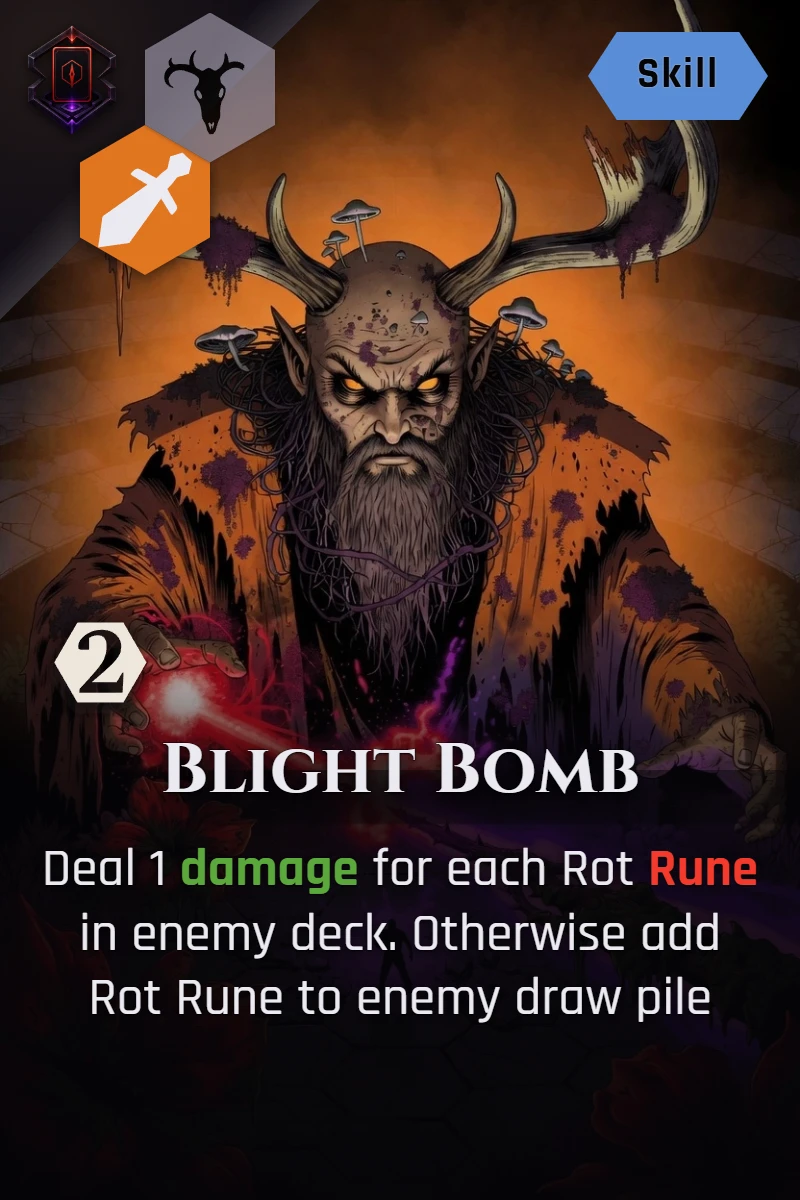 Skill
2
Blight Bomb
Deal 1 damage for each Rot Rune
in enemy deck. Otherwise add
Rot Rune to enemy draw pile